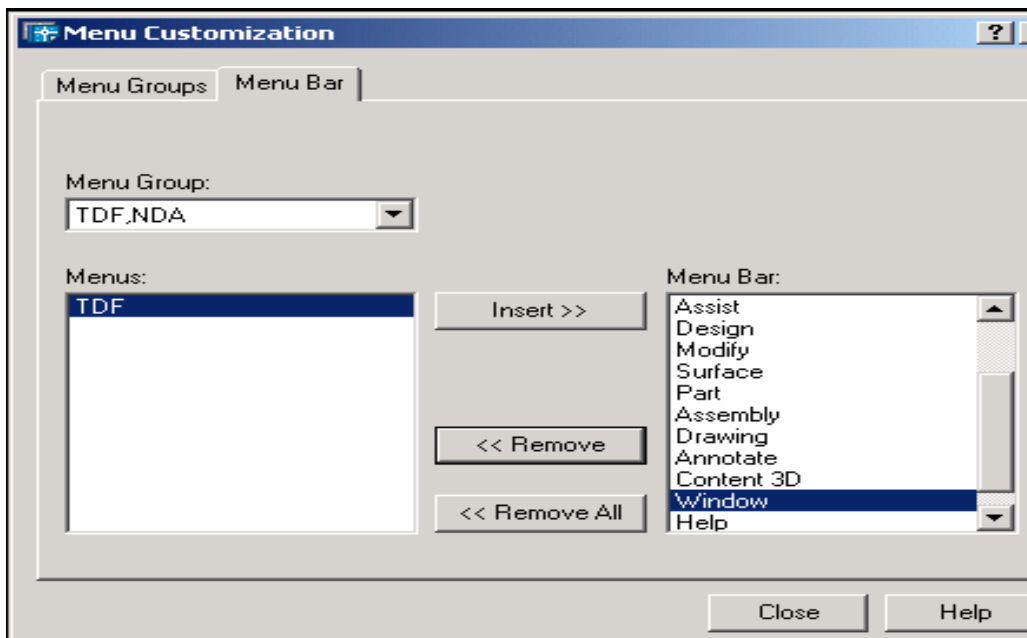 Menu Customization
?
Menu Groups
Menu Bar
Menu Group:
TDF,NDA
Menus:
TDF
Insert >>
<< Remove
<< Remove All
Menu Bar:
Assist
Design
Modify
Surface
Part
Assembly
Drawing
Annotate
Content 3D
Window
Help
Close
Help